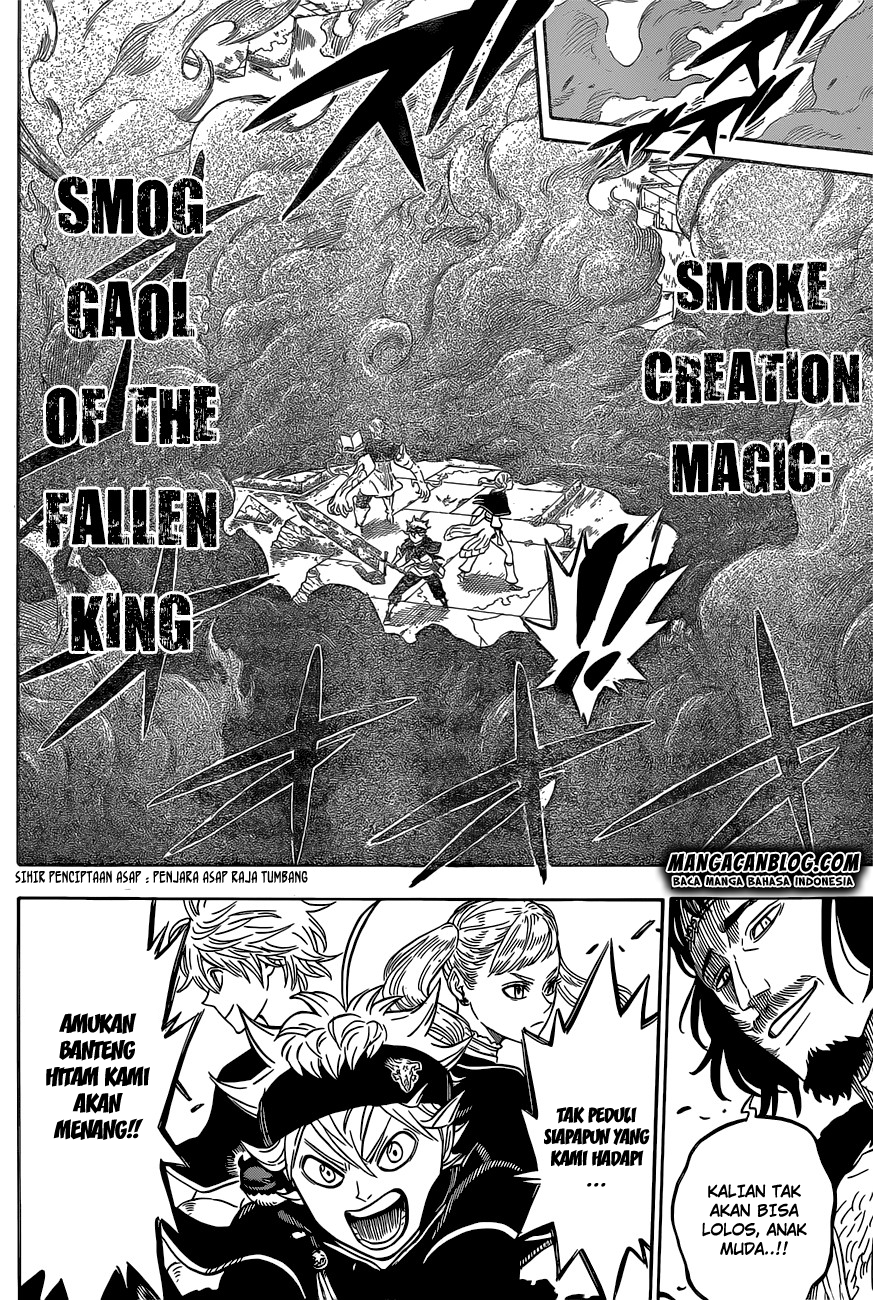 SMOKE
CREATION
MAGIC:
SMOG
GAOL
OF THE
FALLEN
KING
SIHIR PENCIPTAAN ASAP : PENJARA ASAP RAJA TUMBANG
MANGACANBLOG.COM
BACA MANGA BAHASA INDONESIA
KALIAN TAK
AKAN BISA
LOLOS, ANAK
MUDA..!!
TAK PEDULI
SIAPAPUN YANG
KAMI HADAPI
...
AMUKAN
BANTENG
HITAM KAMI
AKAN
MENANG!!